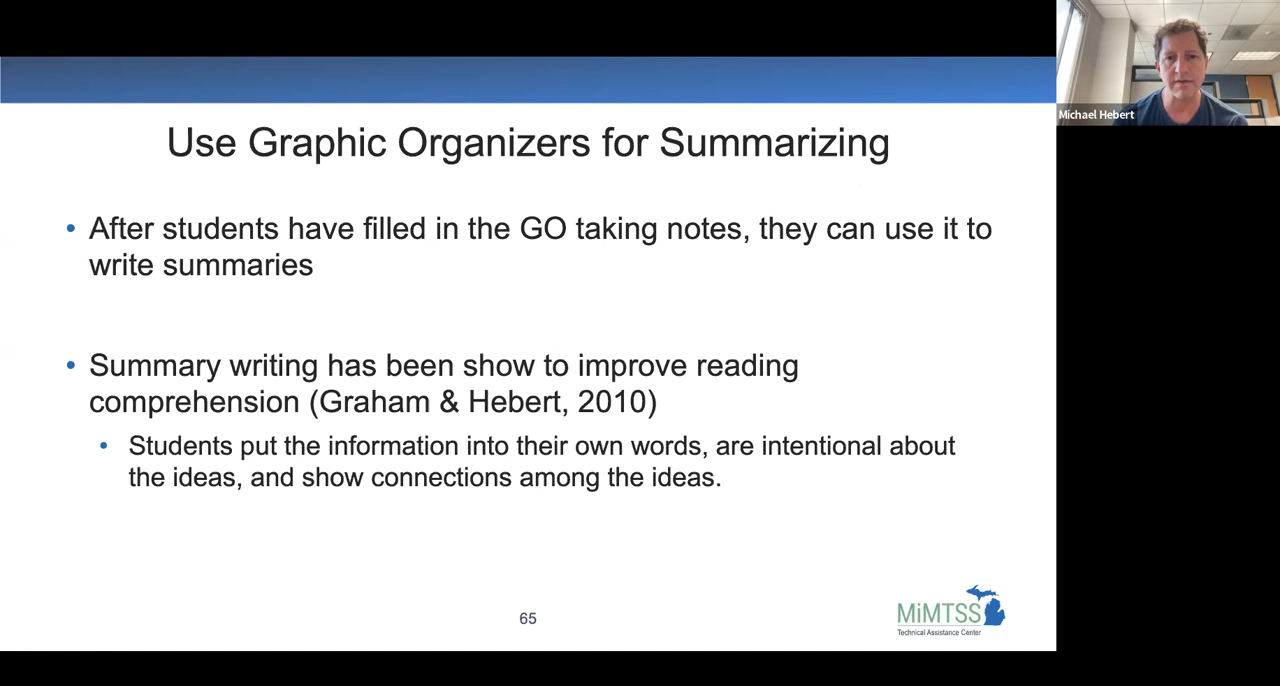 Use Graphic Organizers for Summarizing
• After students have filled in the GO taking notes, they can use it to
write summaries
• Summary writing has been show to improve reading
comprehension (Graham & Hebert, 2010)
• Students put the information into their own words, are intentional about
the ideas, and show connections among the ideas.
65
MiMTSS
Technical Assistance Center
Michael Hebert